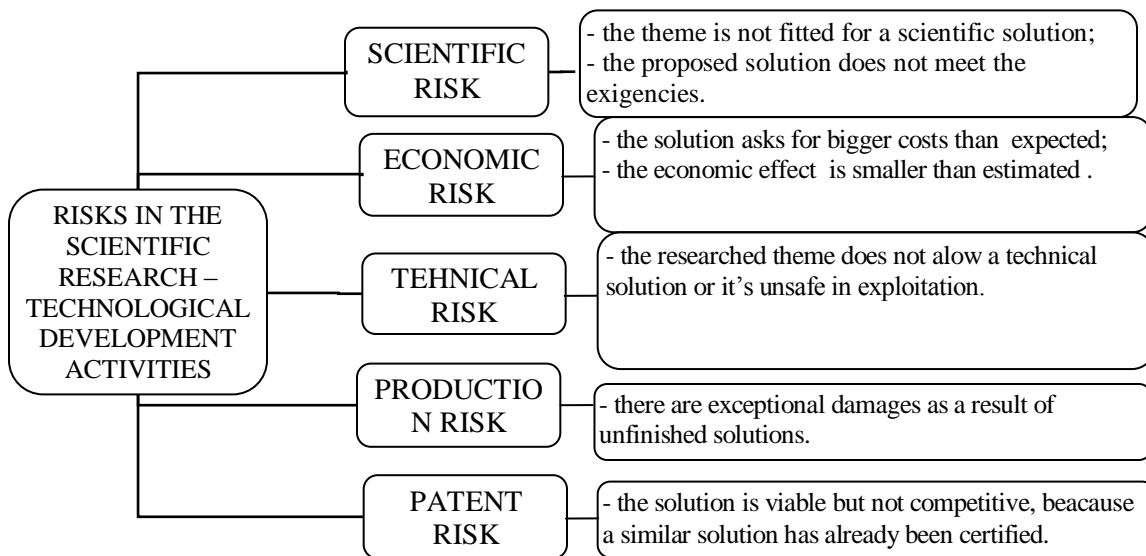 RISKS IN THE
SCIENTIFIC
RESEARCH –
TECHNOLOGICAL
DEVELOPMENT
ACTIVITIES
SCIENTIFIC
RISK
- the theme is not fitted for a scientific solution;
- the proposed solution does not meet the
exigencies.
ECONOMIC
RISK
- the solution asks for bigger costs than expected;
- the economic effect is smaller than estimated .
TEHNICAL
RISK
- the researched theme does not alow a technical
solution or it’s unsafe in exploitation.
PRODUCTIO
N RISK
- there are exceptional damages as a result of
unfinished solutions.
PATENT
RISK
- the solution is viable but not competitive, beacause
a similar solution has already been certified.